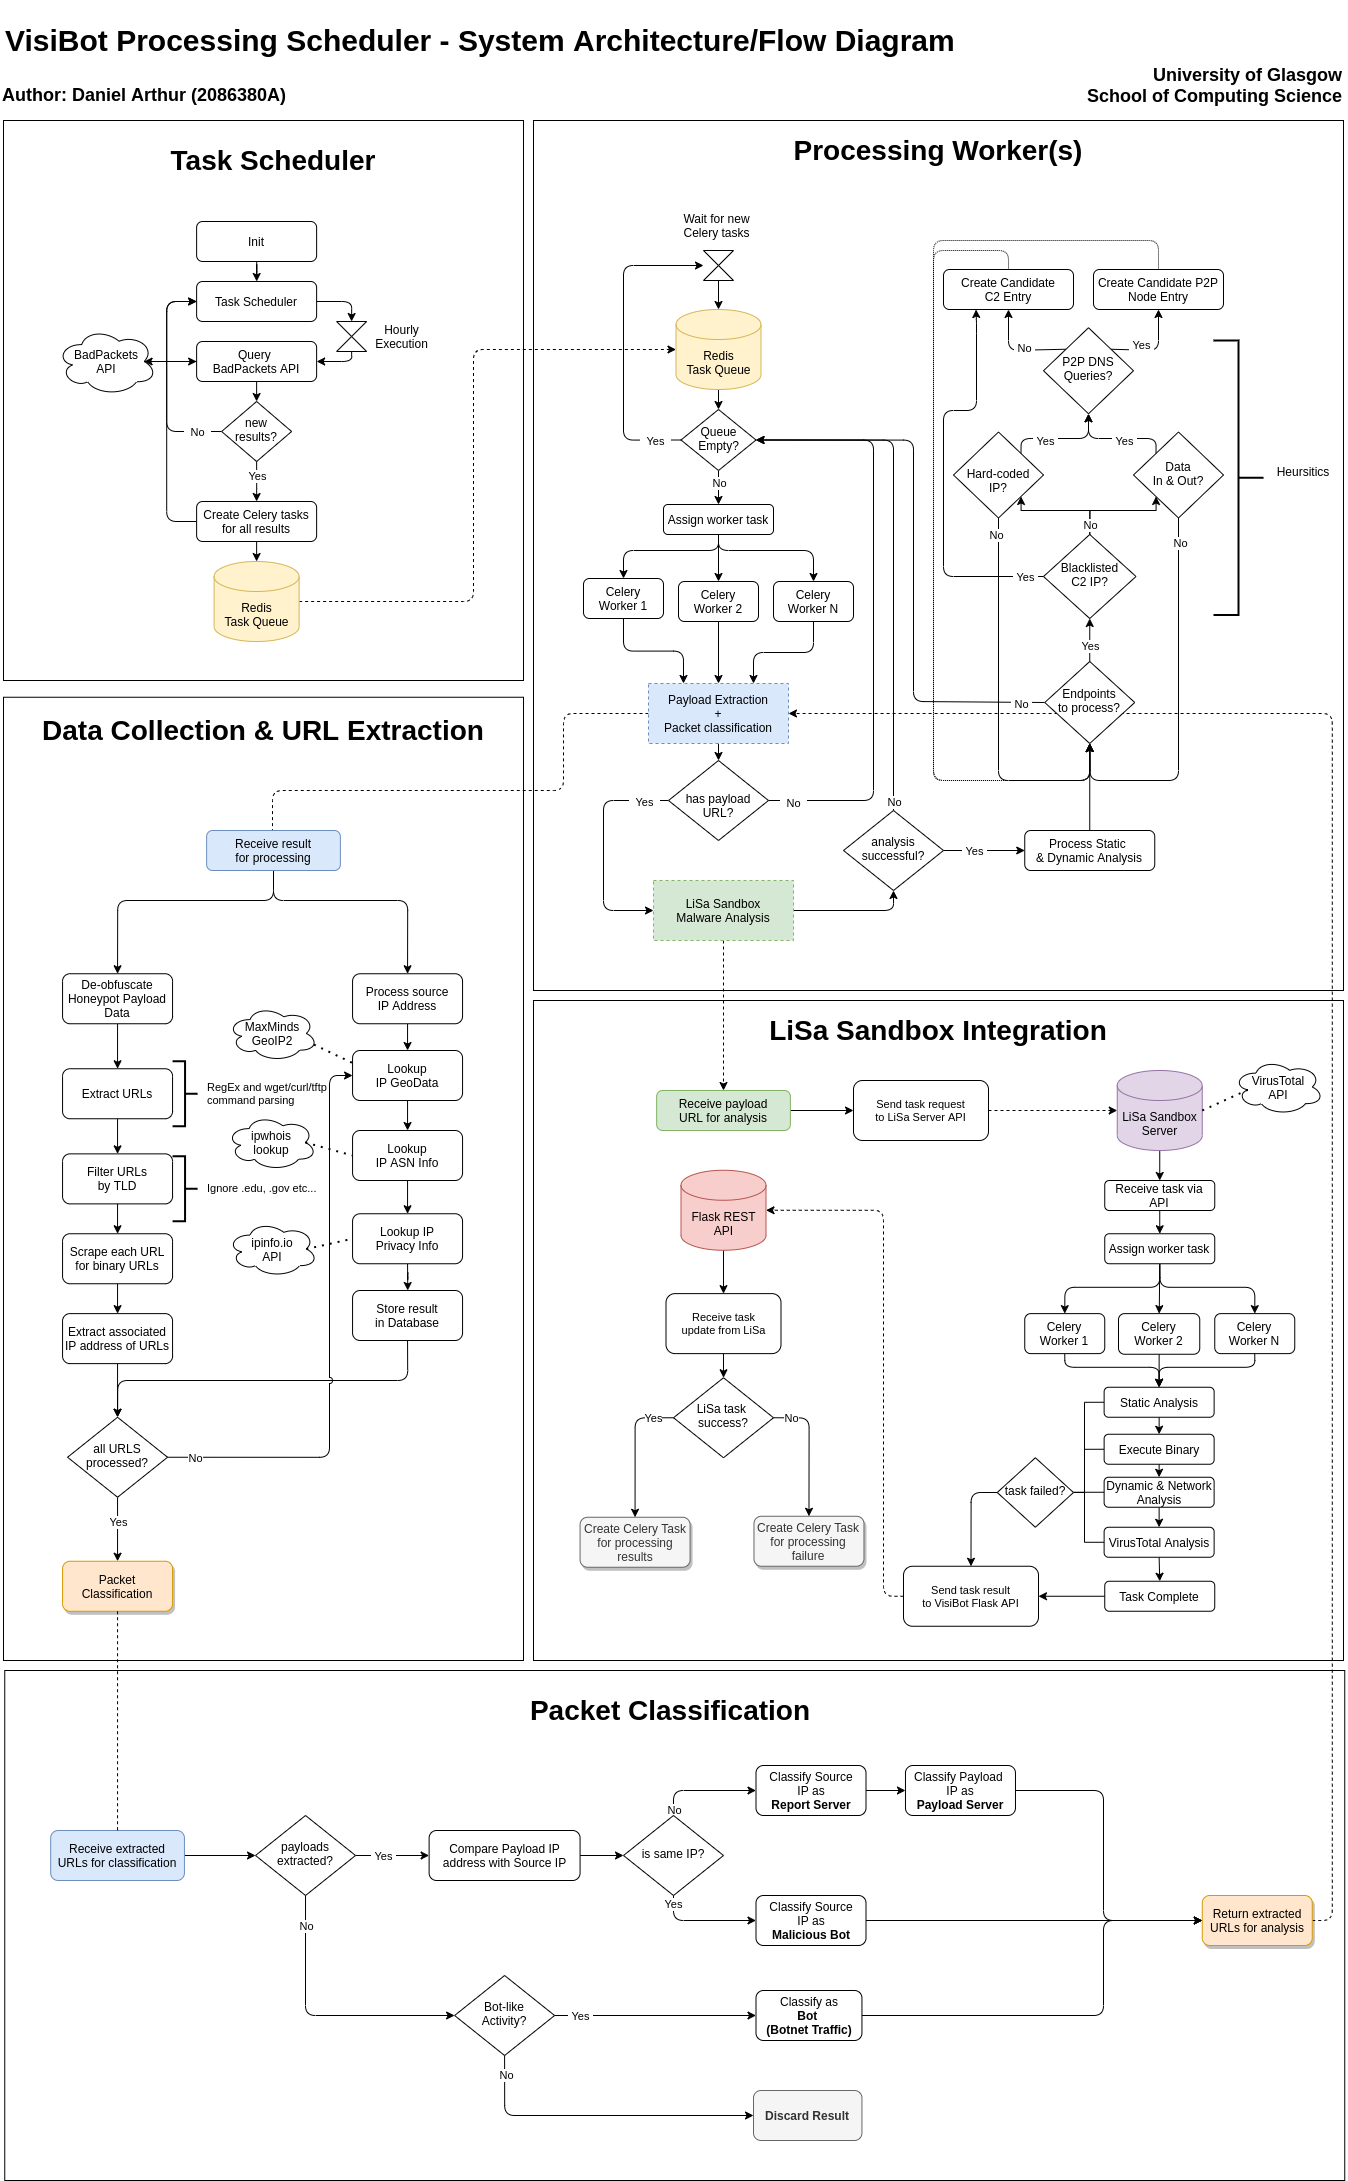 VisiBot Processing Scheduler - System Architecture/Flow Diagram
Author: Daniel Arthur (2086380A)
University of Glasgow
School of Computing Science
Task Scheduler
Init
Task Scheduler
Hourly
Execution
BadPackets
API
Query
BadPackets API
new
results?
No
Yes
Create Celery tasks
for all results
Redis
Task Queue
Processing Worker(s)
Wait for new
Celery tasks
Redis
Task Queue
Queue
Empty?
Yes
No
Assign worker task
Celery
Worker 1
Celery
Worker 2
Celery
Worker N
Payload Extraction
+
Packet classification
has payload
URL?
Yes
No
LiSa Sandbox
Malware Analysis
analysis
successful?
No
Yes
Process Static
& Dynamic Analysis
Endpoints
to process?
No
Yes
Blacklisted
C2 IP?
Yes
No
Hard-coded
IP?
Yes
No
Data
In & Out?
Yes
No
P2P DNS
Queries?
No
Yes
Create Candidate
C2 Entry
Create Candidate P2P
Node Entry
Heursitics
Data Collection & URL Extraction
Receive result
for processing
De-obfuscate
Honeypot Payload
Data
Extract URLs
RegEx and wget/curl/tftp
command parsing
Filter URLs
by TLD
Ignore .edu, .gov etc...
Scrape each URL
for binary URLs
Extract associated
IP address of URLs
all URLS
processed?
No
Yes
Packet
Classification
Process source
IP Address
MaxMinds
GeoIP2
Lookup
IP GeoData
ipwhois
lookup
Lookup
IP ASN Info
ipinfo.io
API
Lookup IP
Privacy Info
Store result
in Database
LiSa Sandbox Integration
Receive payload
URL for analysis
Send task request
to LiSa Server API
LiSa Sandbox
Server
VirusTotal
API
Receive task via
API
Assign worker task
Celery
Worker 1
Celery
Worker 2
Celery
Worker N
Static Analysis
Execute Binary
Dynamic & Network
Analysis
VirusTotal Analysis
Task Complete
task failed?
Send task result
to VisiBot Flask API
Flask REST
API
Receive task
update from LiSa
LiSa task
success?
Yes
No
Create Celery Task
for processing
results
Create Celery Task
for processing
failure
Packet Classification
Receive extracted
URLs for classification
payloads
extracted?
Yes
No
Compare Payload IP
address with Source IP
is same IP?
No
Yes
Classify Source
IP as
Report Server
Classify Payload
IP as
Payload Server
Classify Source
IP as
Malicious Bot
Return extracted
URLs for analysis
Bot-like
Activity?
Yes
No
Classify as
Bot
(Botnet Traffic)
Discard Result